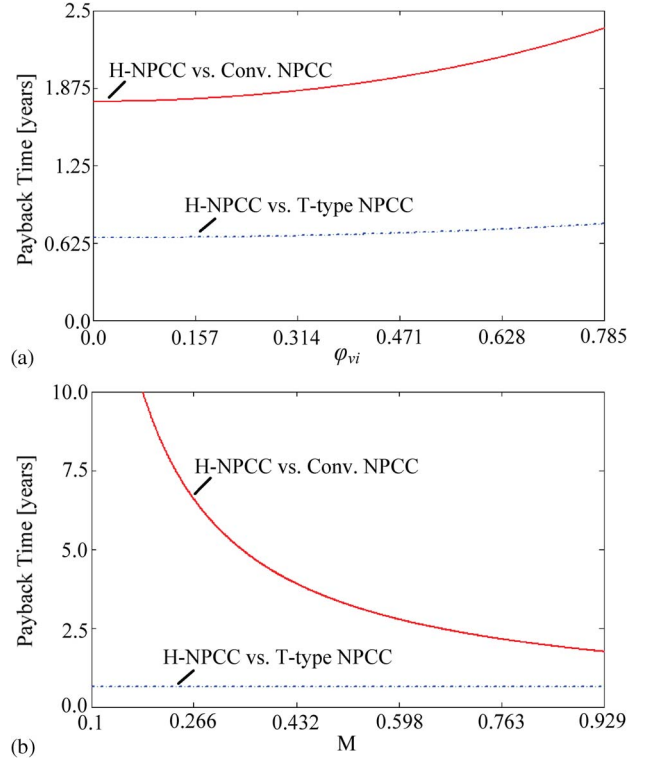 2.5
H-NPCC vs. Conv. NPCC
1.875
Payback Time [years]
1.25
H-NPCC vs. T-type NPCC
0.625
0.0
0.0 0.157 0.314 0.471 0.628 0.785
(a)
φvi
10.0
7.5
H-NPCC vs. Conv. NPCC
Payback Time [years]
5.0
2.5
H-NPCC vs. T-type NPCC
0.0
0.1 0.266 0.432 0.598 0.763 0.929
(b)
M